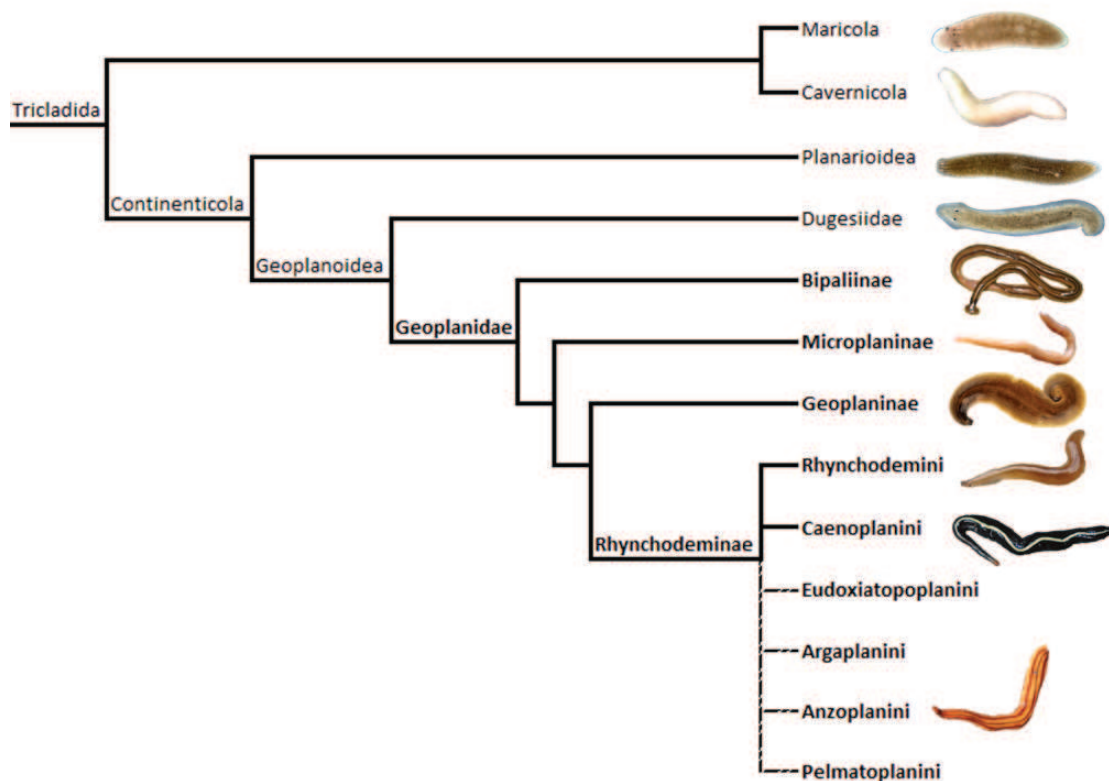 Maricola
Cavernicola
Tricladida
Planarioidea
Continenticola
Dugesiidae
Geoplanoidea
Bipaliinae
Geoplanidae
Microplaninae
Geoplaninae
Rhynchodemini
Caenoplanini
Rhynchodeminae
Eudoxiatopoplanini
Argaplanini
Anzoplanini
Pelmatoplanini